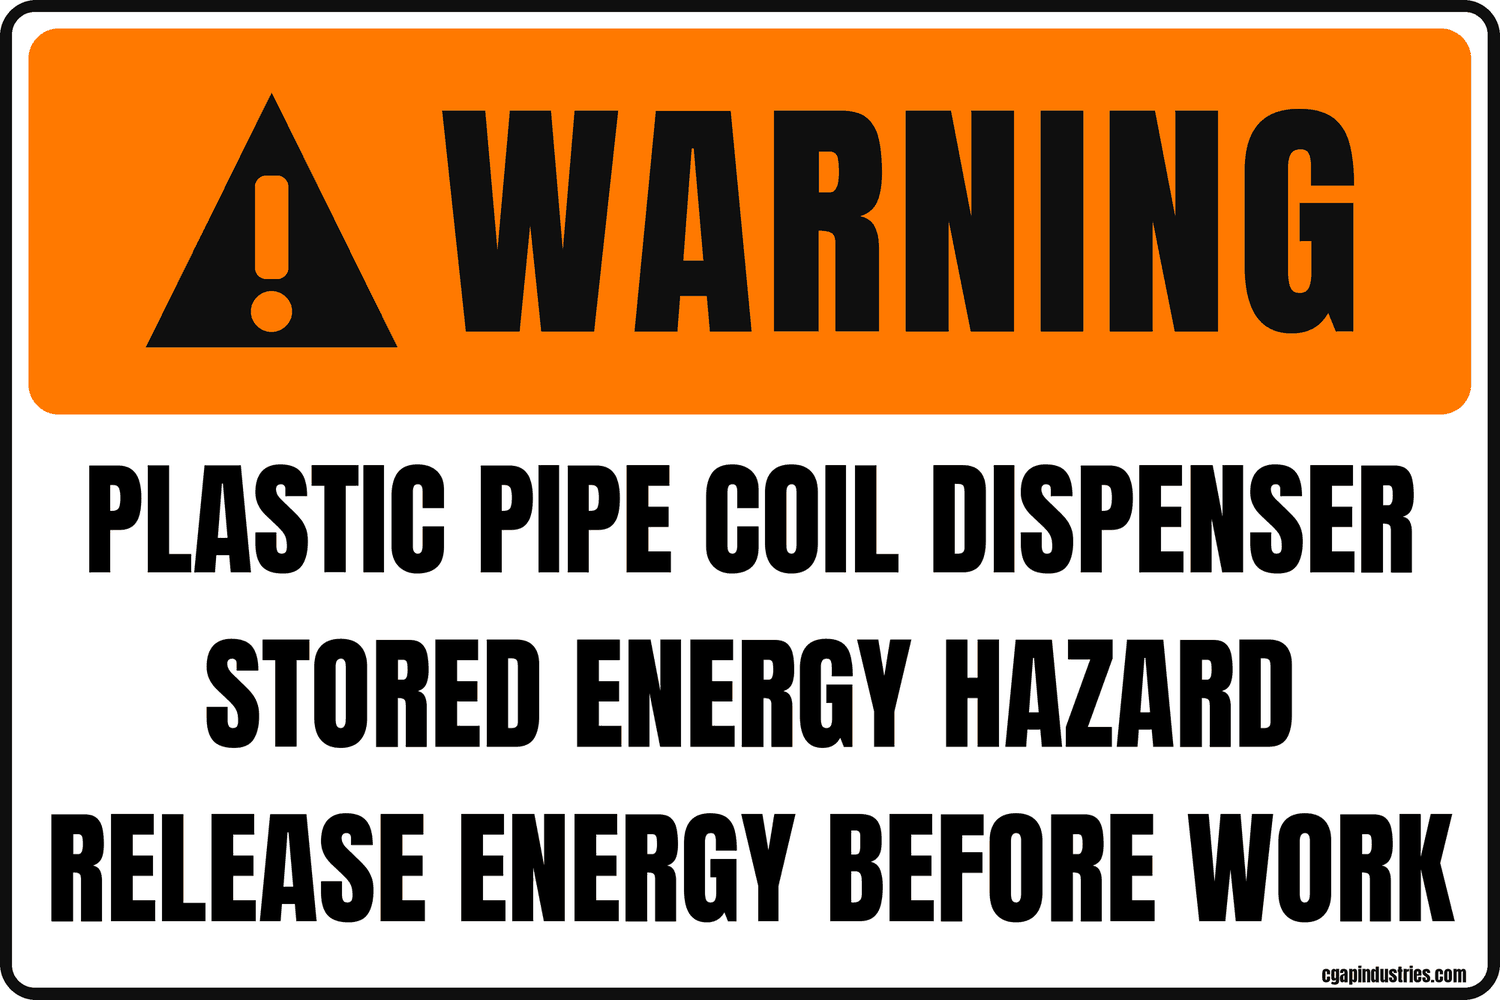 WARNING
PLASTIC PIPE COIL DISPENSER
STORED ENERGY HAZARD
RELEASE ENERGY BEFORE WORK
cgapindustries.com